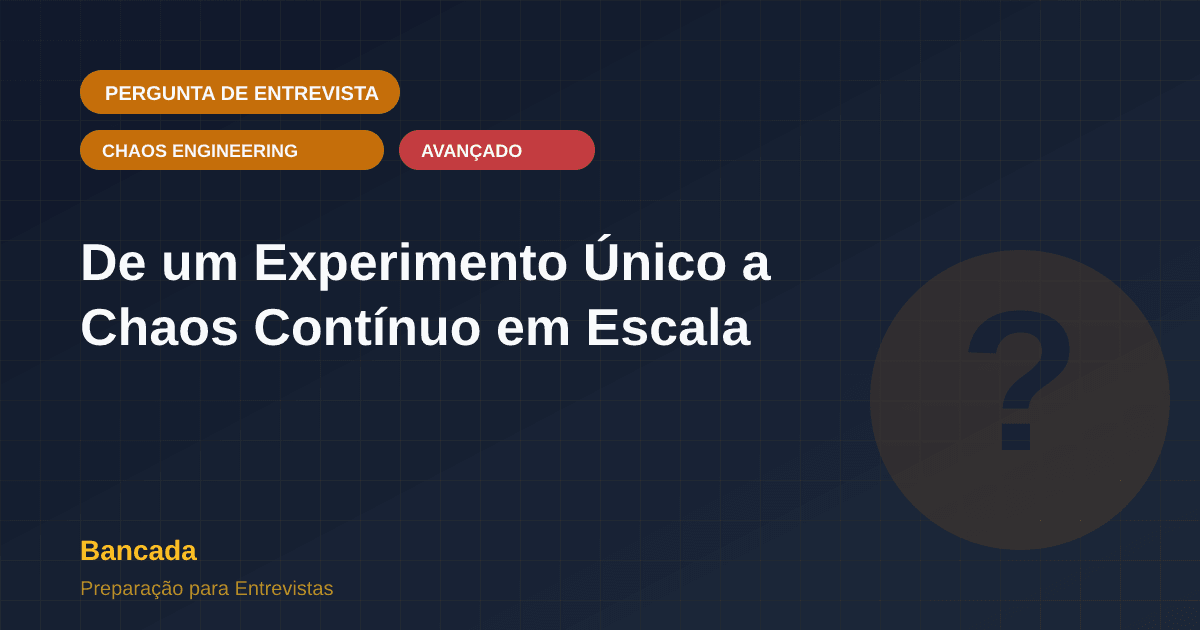 PERGUNTA DE ENTREVISTA
CHAOS ENGINEERING
AVANÇADO
De um Experimento Único a
Chaos Contínuo em Escala
?
Bancada
Preparação para Entrevistas